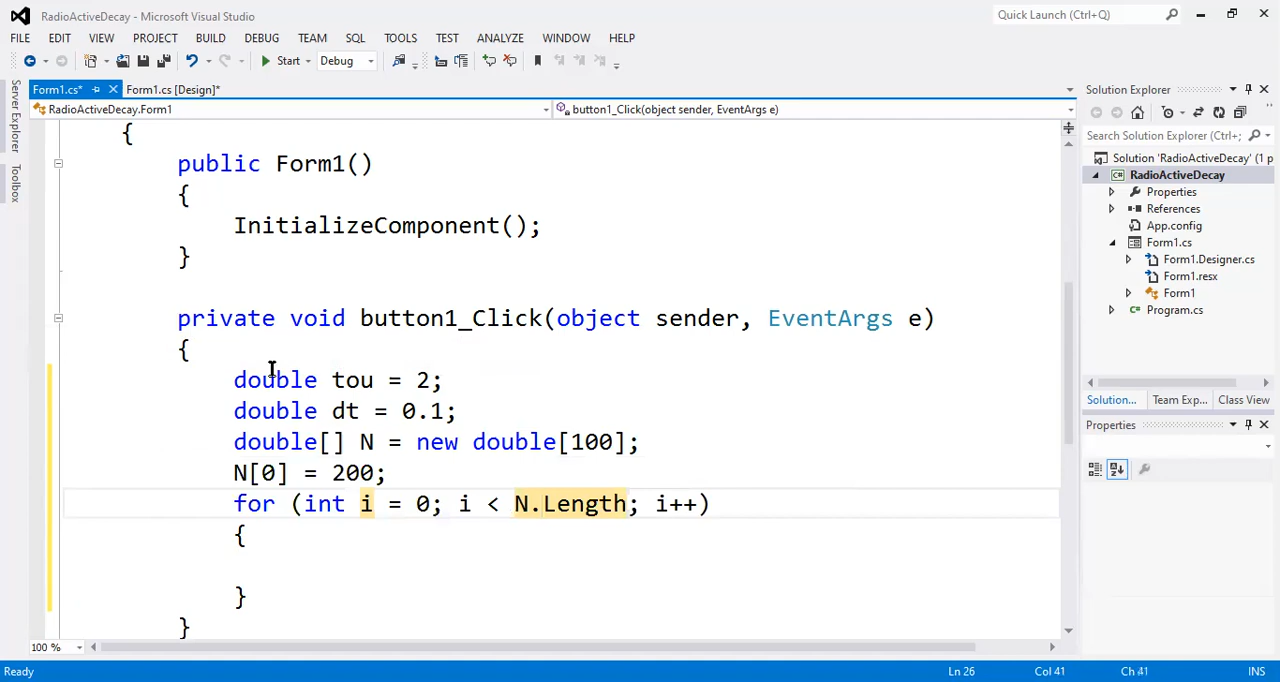 RadioActiveDecay - Microsoft Visual Studio
Quick Launch (Ctrl+Q)
FILE EDIT VIEW PROJECT BUILD DEBUG TEAM SQL TOOLS TEST ANALYZE WINDOW HELP
Start Debug
Form1.cs* Form1.cs [Design]*
RadioActiveDecay.Form1 button1_Click(object sender, EventArgs e)
Server Explorer
Toolbox
{
public Form1()
{
InitializeComponent();
}
private void button1_Click(object sender, EventArgs e)
{
double tou = 2;
double dt = 0.1;
double[] N = new double[100];
N[0] = 200;
for (int i = 0; i < N.Length; i++)
{
}
}
100 %
Solution Explorer
Search Solution Explorer (Ctrl+;
Solution 'RadioActiveDecay' (1 p
RadioActiveDecay
Properties
References
App.config
Form1.cs
Form1.Designer.cs
Form1.resx
Form1
Program.cs
Solution... Team Exp... Class View
Properties
Ready Ln 26 Col 41 Ch 41 INS